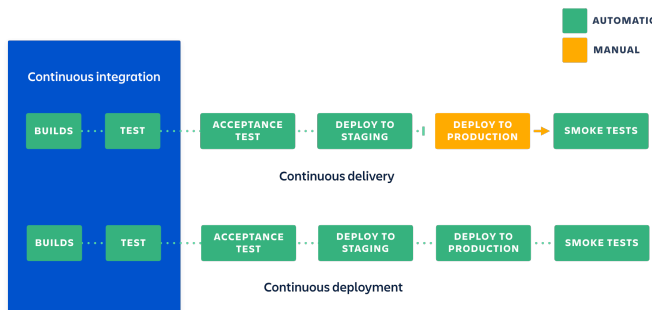 AUTOMATIC
MANUAL
Continuous integration
BUILDS
TEST
ACCEPTANCE
TEST
DEPLOY TO
STAGING
DEPLOY TO
PRODUCTION
SMOKE TESTS
Continuous delivery
BUILDS
TEST
ACCEPTANCE
TEST
DEPLOY TO
STAGING
DEPLOY TO
PRODUCTION
SMOKE TESTS
Continuous deployment